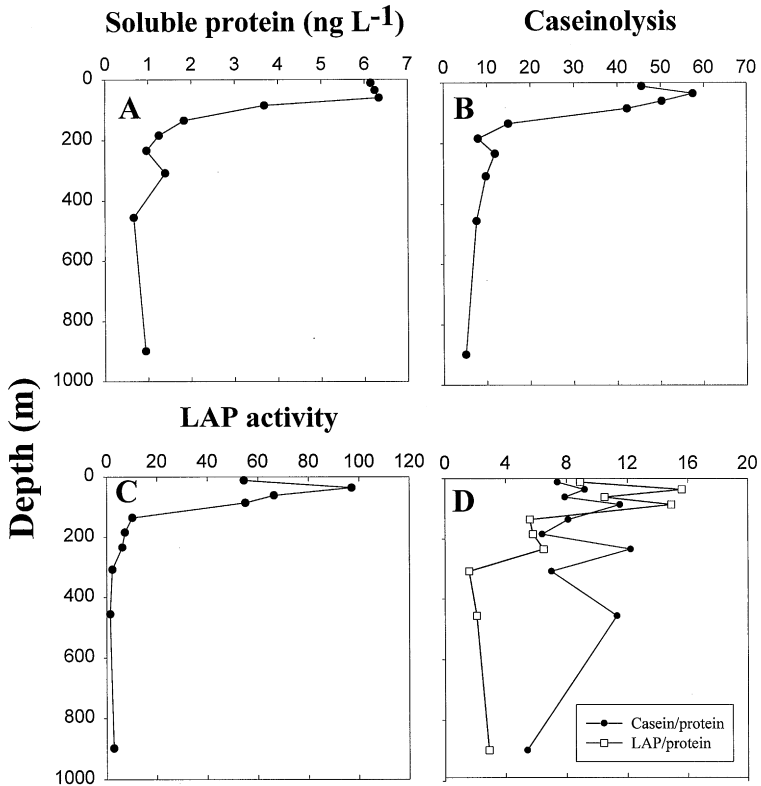 Soluble protein (ng L-1)
0 1 2 3 4 5 6 7
0
200
400
600
800
1000
A
Caseinolysis
0 10 20 30 40 50 60 70
B
Depth (m)
LAP activity
0 20 40 60 80 100 120
0
200
400
600
800
1000
C
0 4 8 12 16 20
D
Casein/protein
LAP/protein